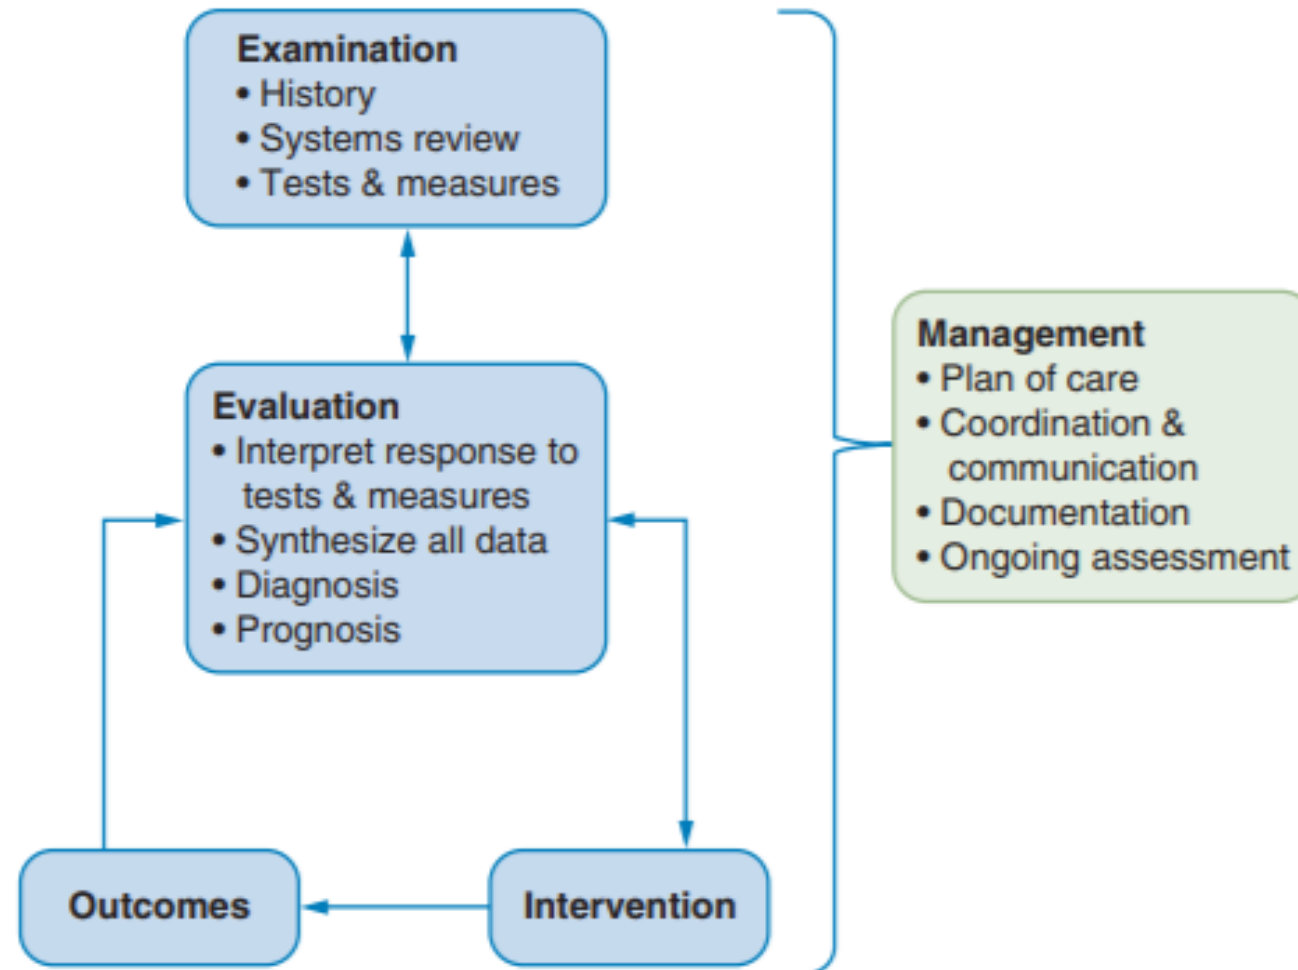 Examination
• History
• Systems review
• Tests & measures
Evaluation
• Interpret response to
tests & measures
• Synthesize all data
• Diagnosis
• Prognosis
Outcomes
Intervention
Management
• Plan of care
• Coordination &
communication
• Documentation
• Ongoing assessment